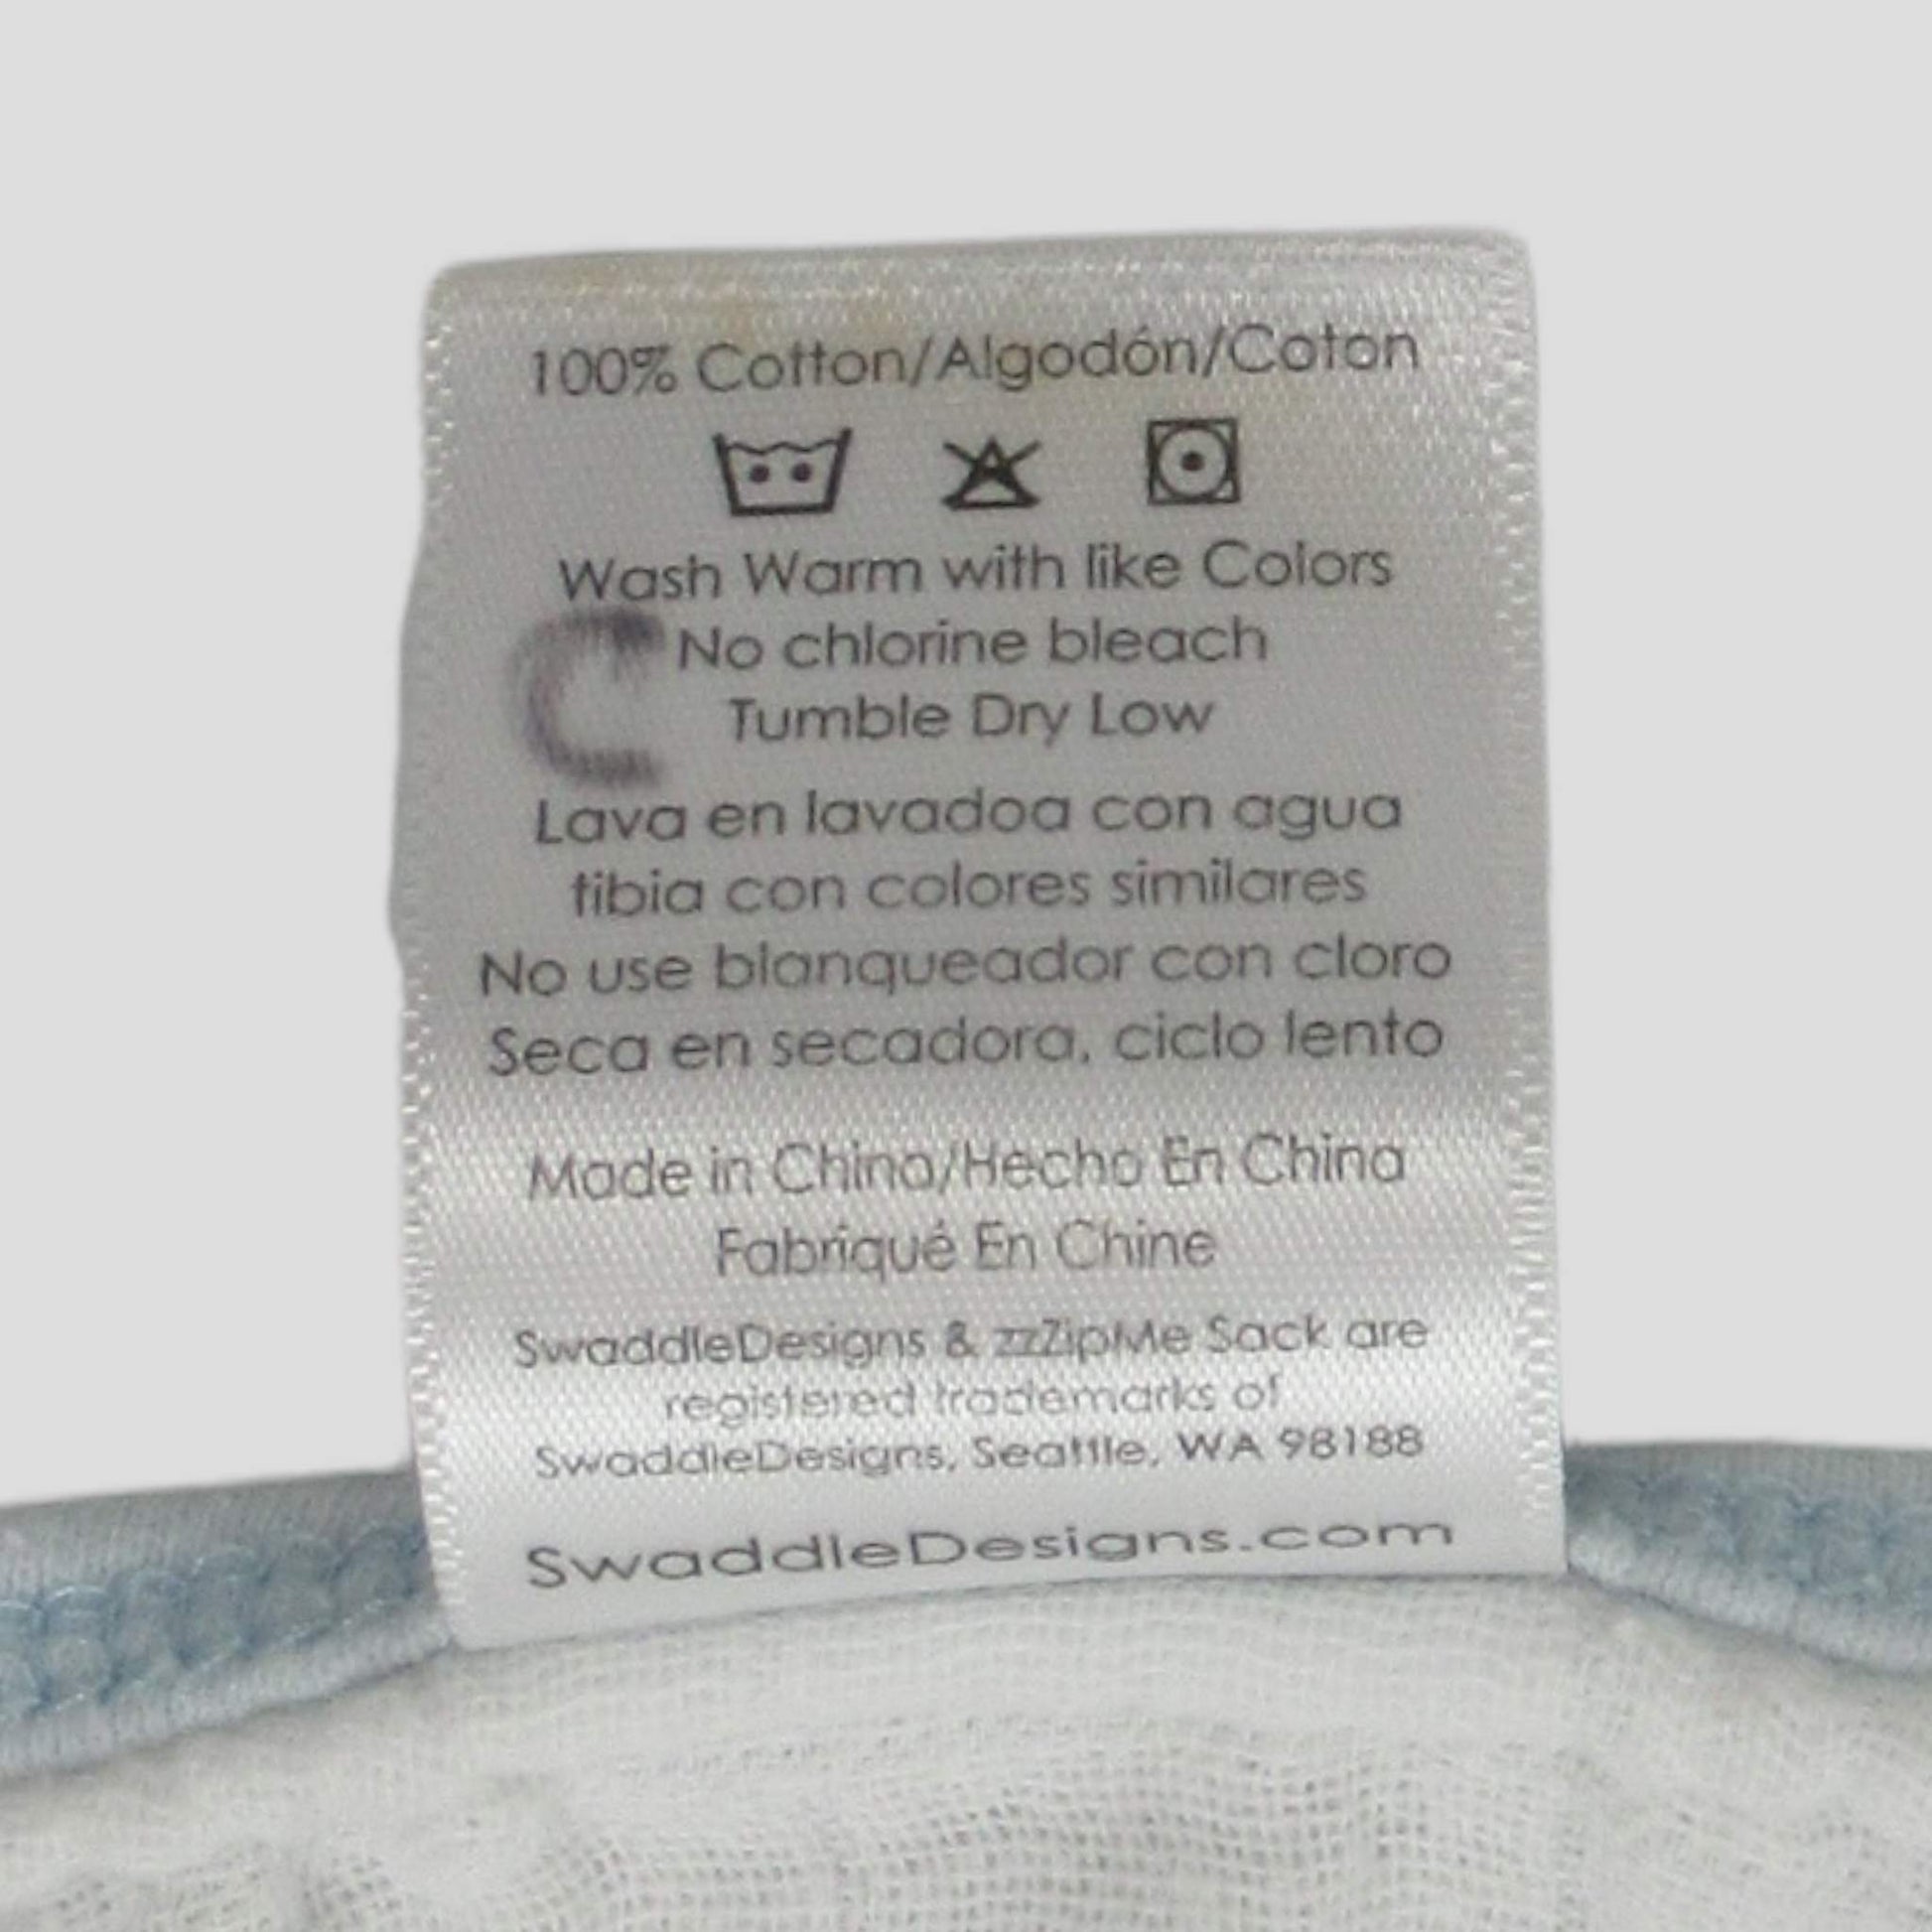 100% Cotton/Algodón/Coton
Wash Warm with like Colors
C
No chlorine bleach
Tumble Dry Low
Lava en lavadoa con agua
tibia con colores similares
No use blanqueador con cloro
Seca en secadora, ciclo lento
Made in China/Hecho En China
Fabriqué En Chine
SwaddleDesigns & zzZipMe Sack are
registered trademarks of
SwaddleDesigns, Seattle, WA 98188
SwaddleDesigns.com